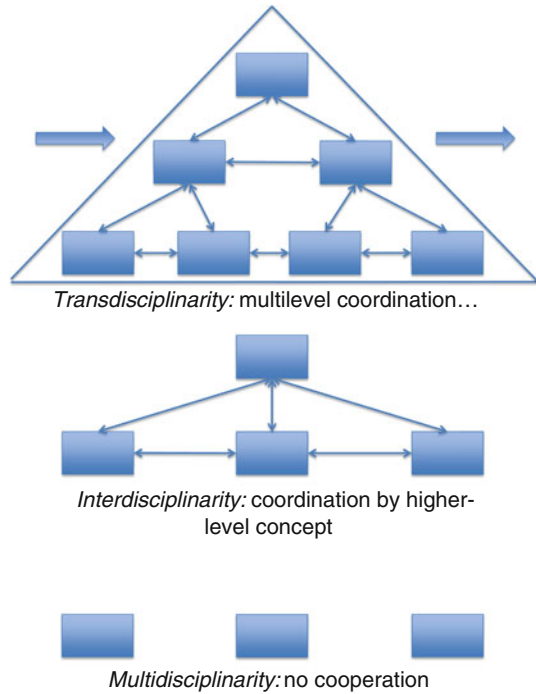 Transdisciplinarity: multilevel coordination…
Interdisciplinarity: coordination by higher-
level concept
Multidisciplinarity: no cooperation